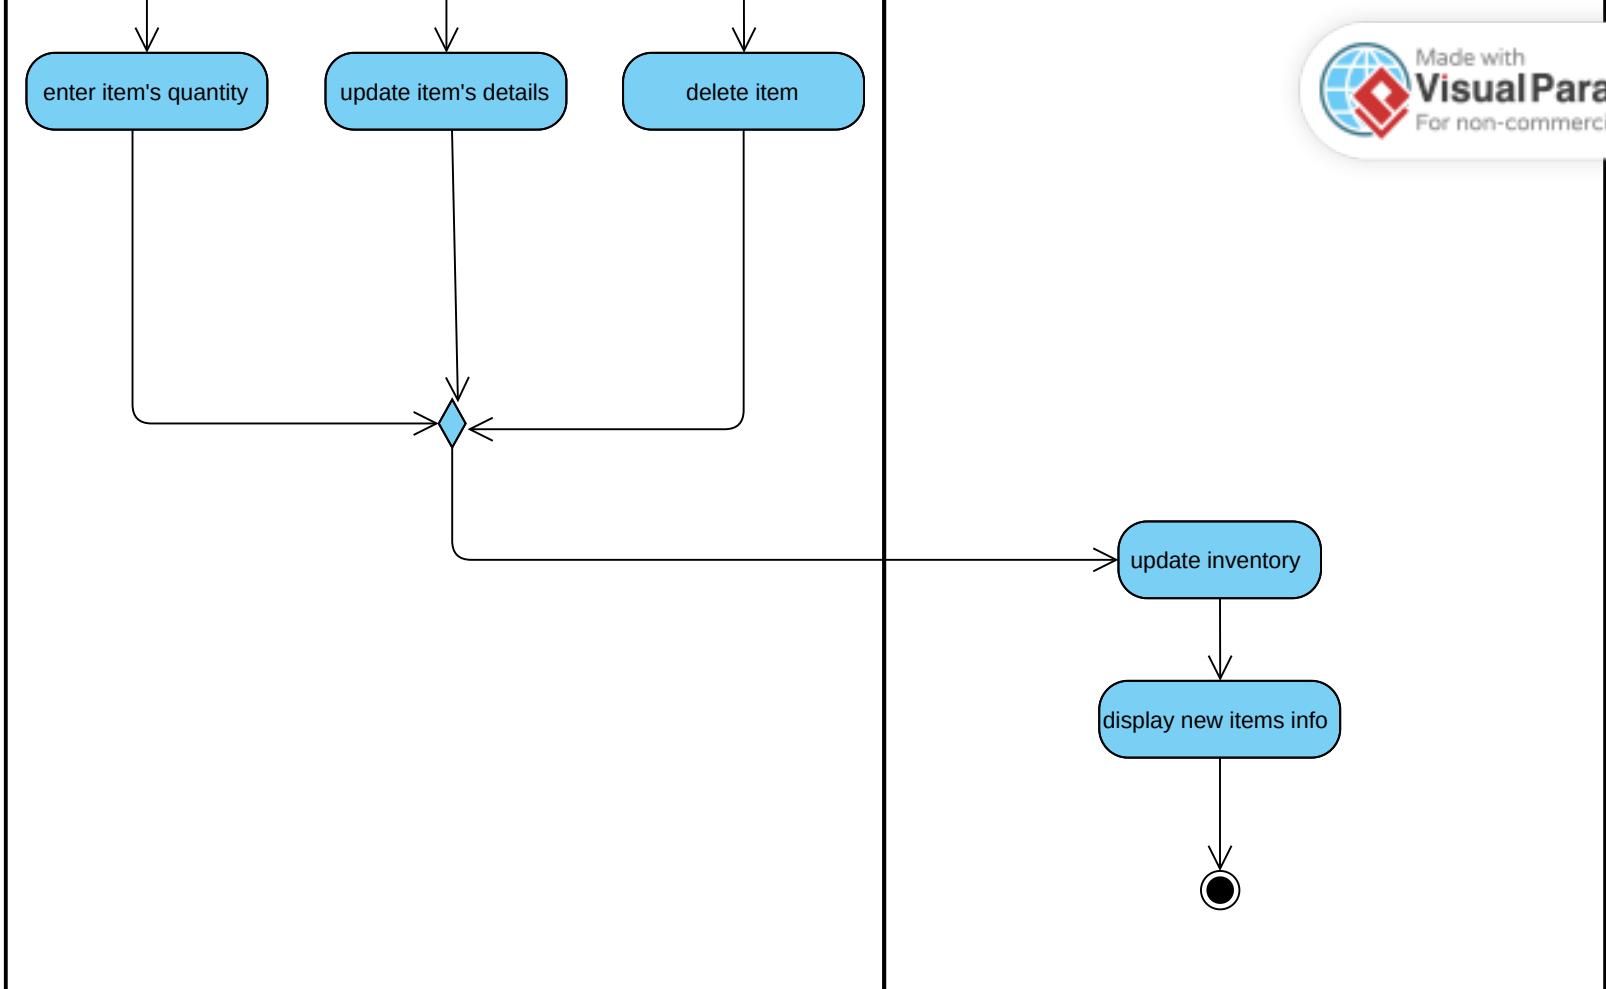 enter item's quantity
update item's details
delete item
Made with
Visual Para
For non-commerci
update inventory
display new items info